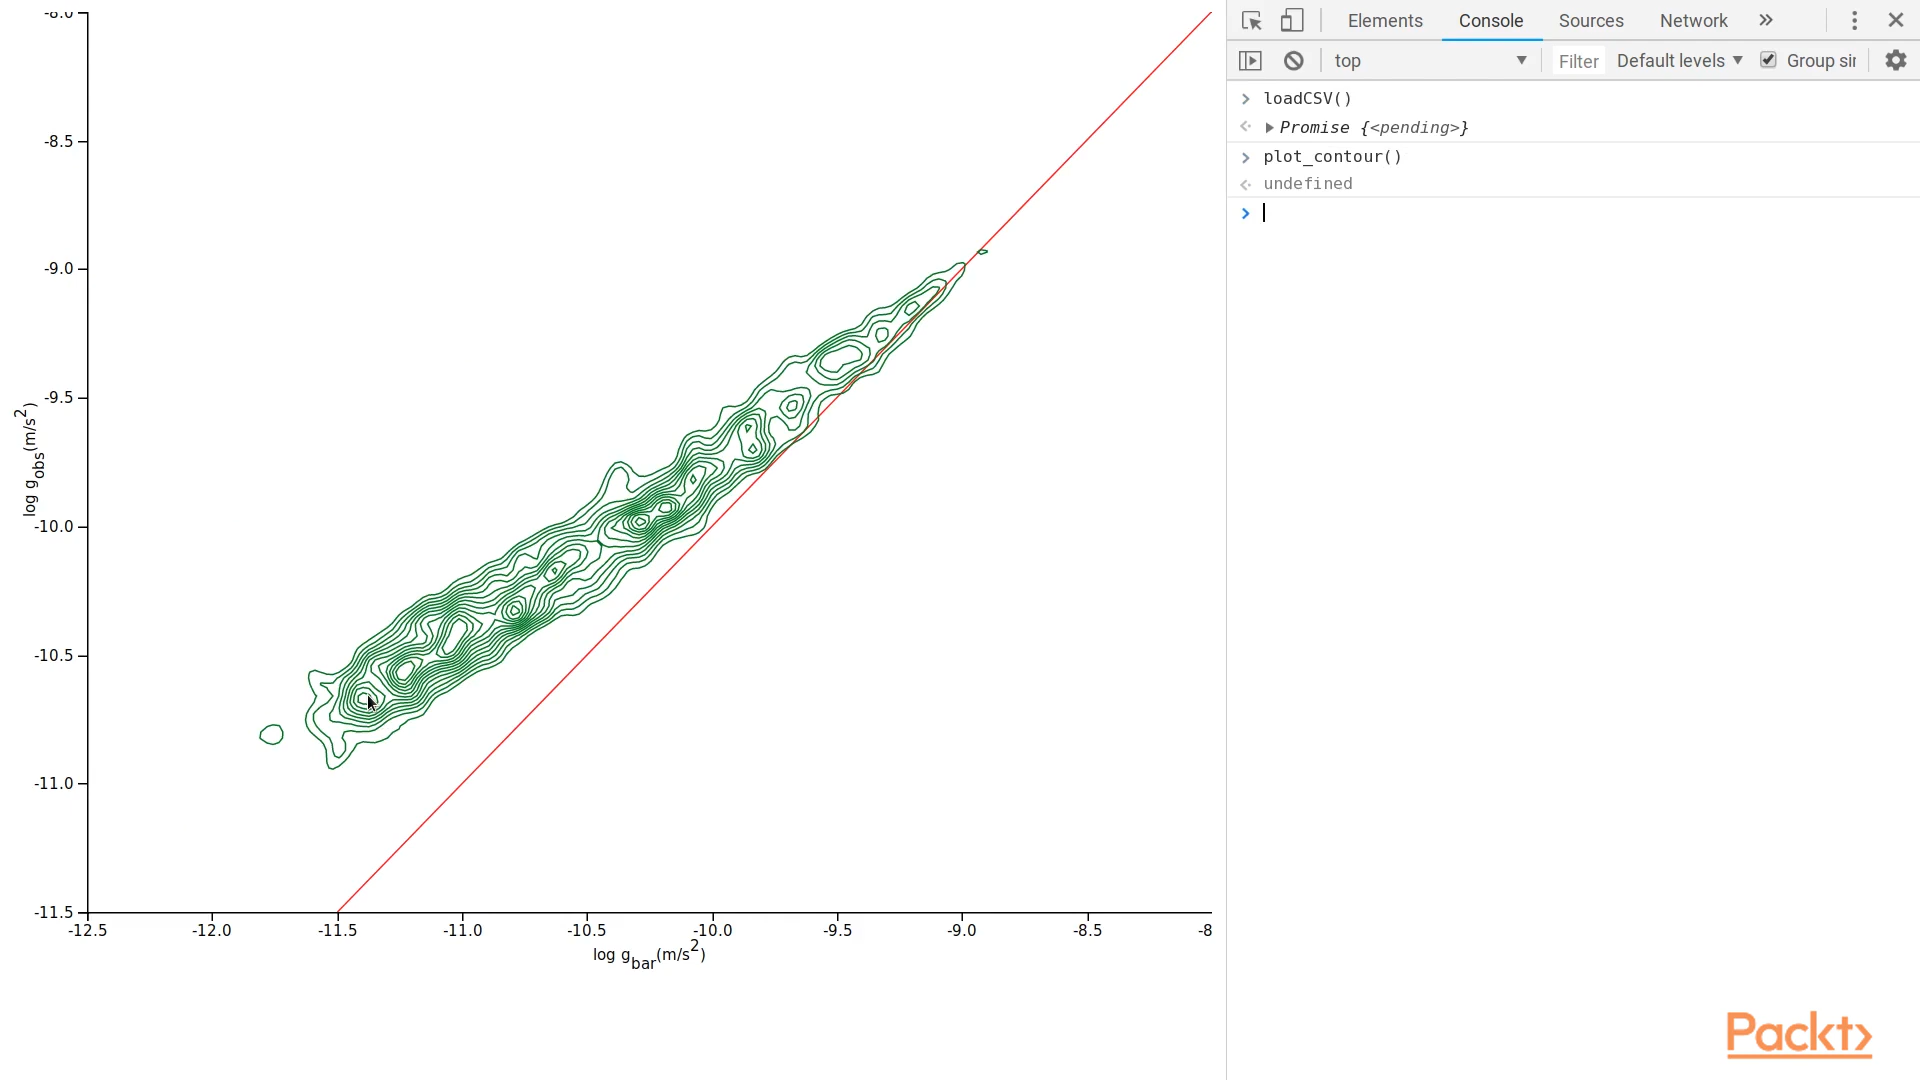 -8.0
-8.5
-9.0
-9.5
-10.0
-10.5
-11.0
-11.5
log gobs(m/s2)
-12.5 -12.0 -11.5 -11.0 -10.5 -10.0 -9.5 -9.0 -8.5 -8
log gbar(m/s2)
Elements Console Sources Network »
top Filter Default levels Group sir
> loadCSV()
Promise {<pending>}
> plot_contour()
undefined
>
Packt>